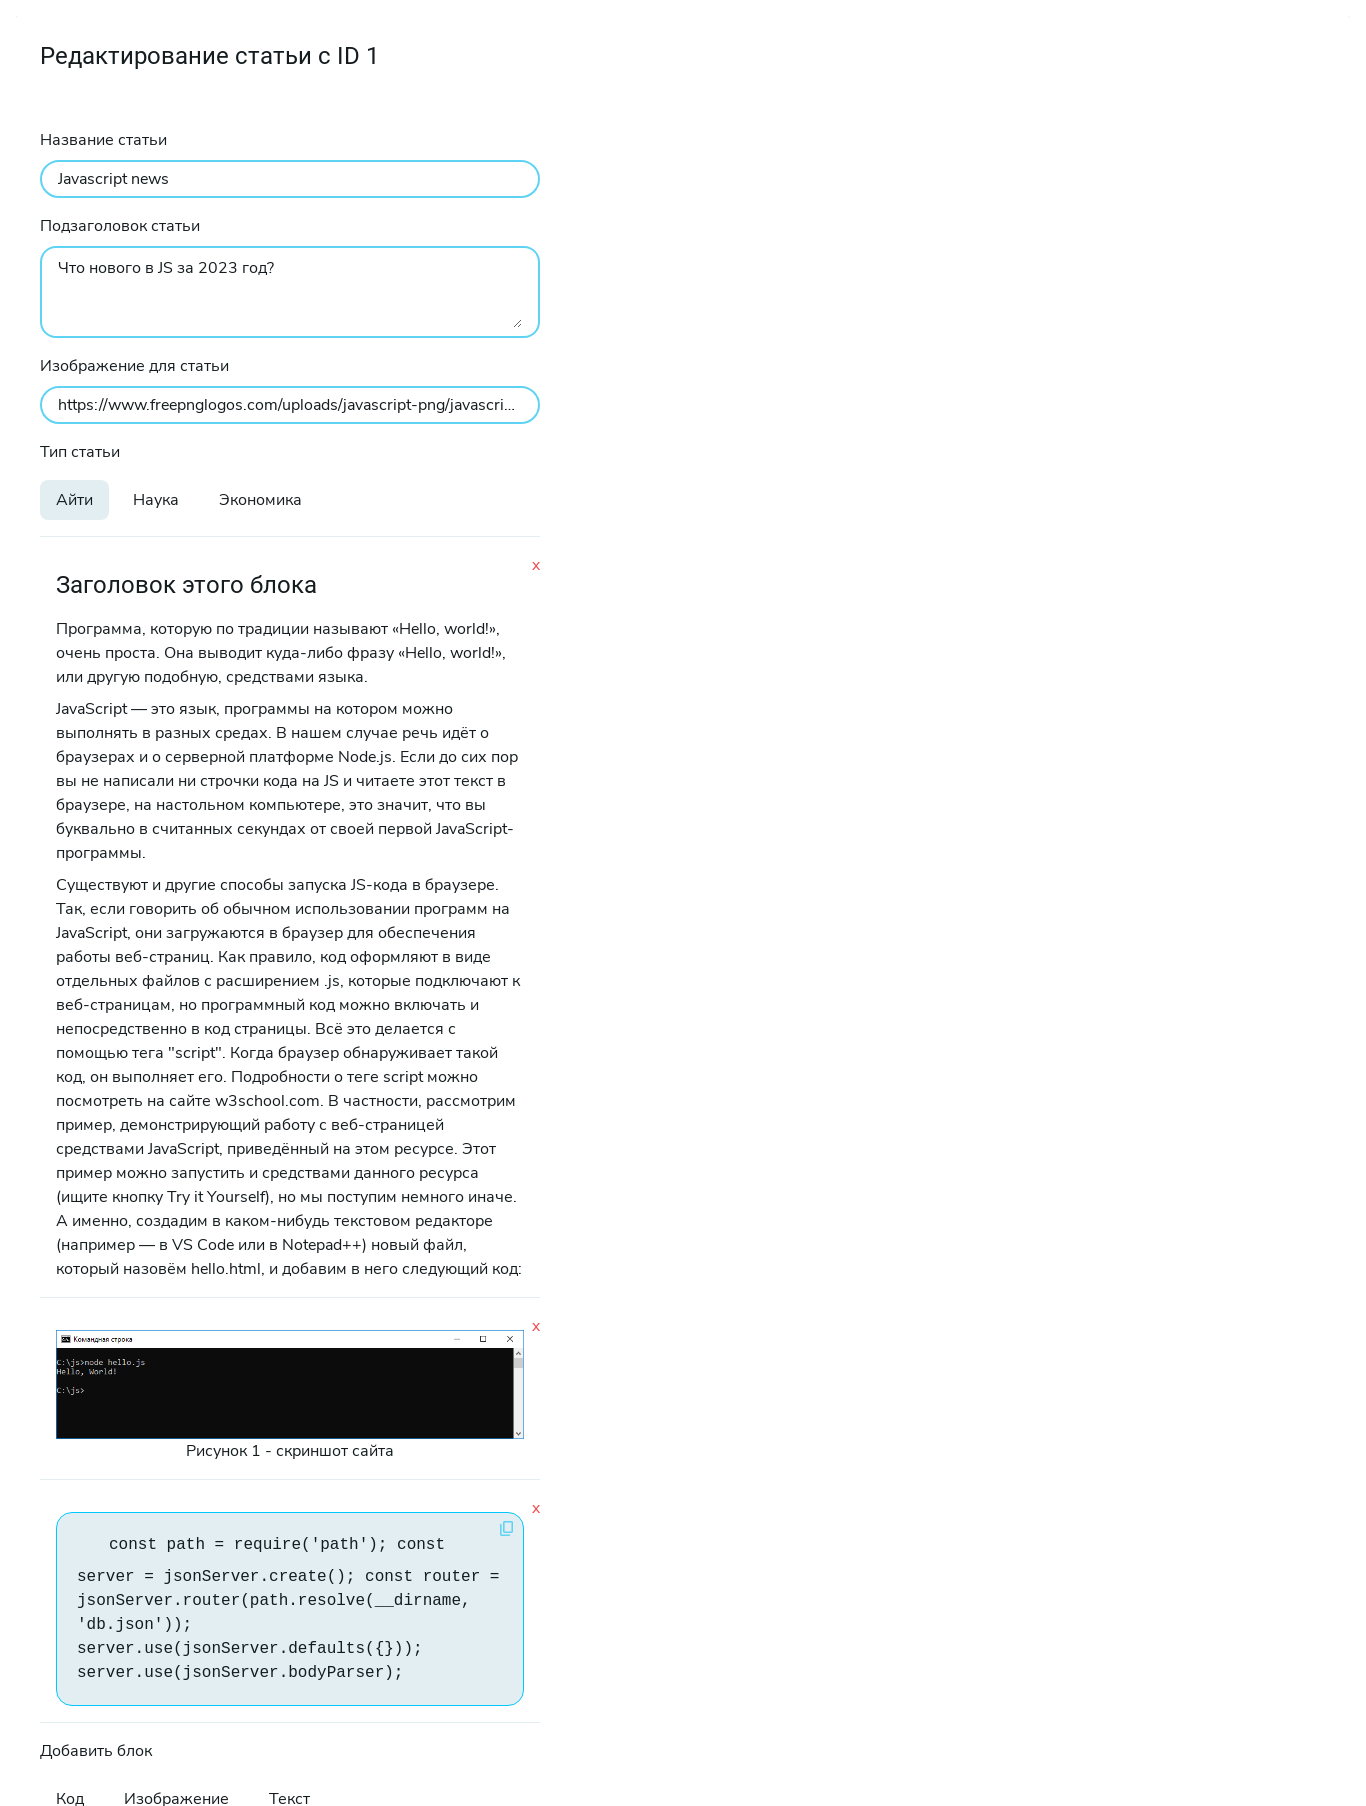 Редактирование статьи с ID 1
Название статьи
Javascript news
Подзаголовок статьи
Что нового в JS за 2023 год?
Изображение для статьи
https://www.freepnglogos.com/uploads/javascript-png/javascri...
Тип статьи
Айти Наука Экономика
x
Заголовок этого блока
Программа, которую по традиции называют «Hello, world!»,
очень проста. Она выводит куда-либо фразу «Hello, world!»,
или другую подобную, средствами языка.
JavaScript — это язык, программы на котором можно
выполнять в разных средах. В нашем случае речь идёт о
браузерах и о серверной платформе Node.js. Если до сих пор
вы не написали ни строчки кода на JS и читаете этот текст в
браузере, на настольном компьютере, это значит, что вы
буквально в считанных секундах от своей первой JavaScript-
программы.
Существуют и другие способы запуска JS-кода в браузере.
Так, если говорить об обычном использовании программ на
JavaScript, они загружаются в браузер для обеспечения
работы веб-страниц. Как правило, код оформляют в виде
отдельных файлов с расширением .js, которые подключают к
веб-страницам, но программный код можно включать и
непосредственно в код страницы. Всё это делается с
помощью тега "script". Когда браузер обнаруживает такой
код, он выполняет его. Подробности о теге script можно
посмотреть на сайте w3school.com. В частности, рассмотрим
пример, демонстрирующий работу с веб-страницей
средствами JavaScript, приведённый на этом ресурсе. Этот
пример можно запустить и средствами данного ресурса
(ищите кнопку Try it Yourself), но мы поступим немного иначе.
А именно, создадим в каком-нибудь текстовом редакторе
(например — в VS Code или в Notepad++) новый файл,
который назовём hello.html, и добавим в него следующий код:
x
Командная строка
C:\js>node hello.js
Hello, World!
C:\js>
Рисунок 1 - скриншот сайта
x
const path = require('path'); const
server = jsonServer.create(); const router =
jsonServer.router(path.resolve(__dirname,
'db.json'));
server.use(jsonServer.defaults({}));
server.use(jsonServer.bodyParser);
Добавить блок
Код Изображение Текст